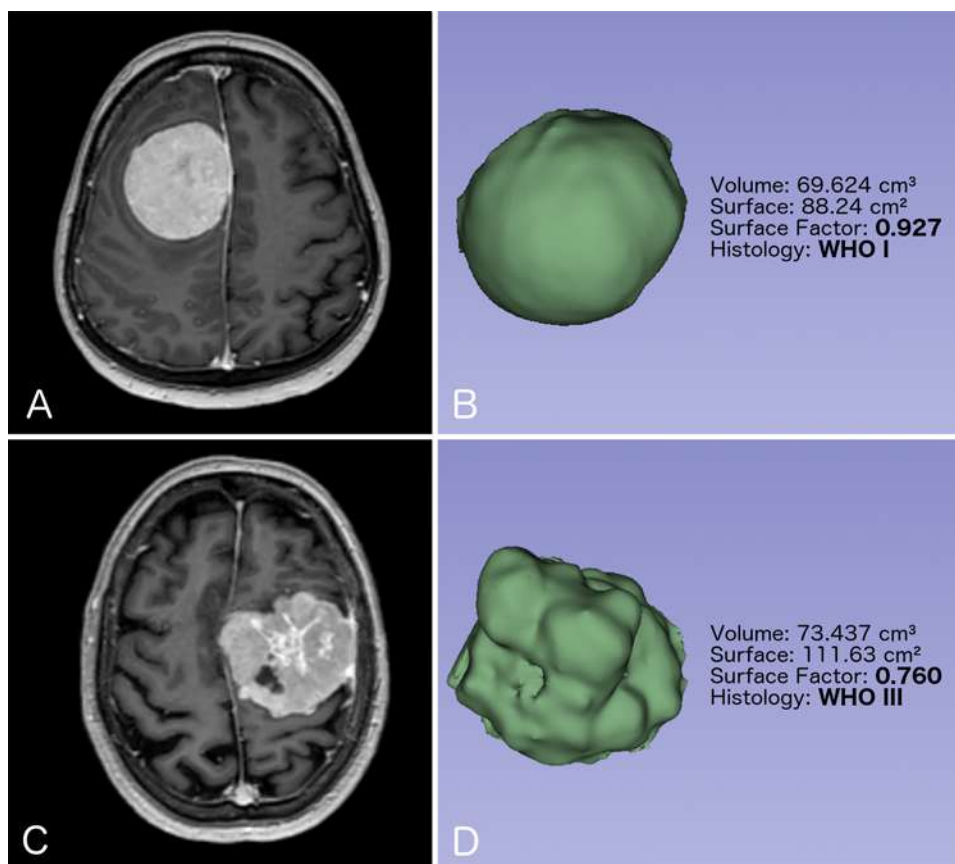 A
B
Volume: 69.624 cm³
Surface: 88.24 cm²
Surface Factor: 0.927
Histology: WHO I
C
D
Volume: 73.437 cm³
Surface: 111.63 cm²
Surface Factor: 0.760
Histology: WHO III